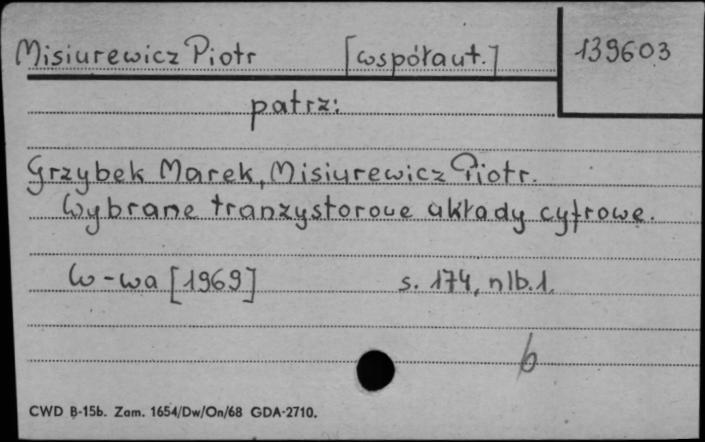 Misiurewicz Piotr [współaut.] 139603
patrz:
Grzybek Marek, Misiurewicz Piotr.
Wybrane tranzystorowe układy cyfrowe.
W-wa [1969] s. 174, nlb.1.
b
CWD B-15b. Zam. 1654/Dw/On/68 GDA-2710.